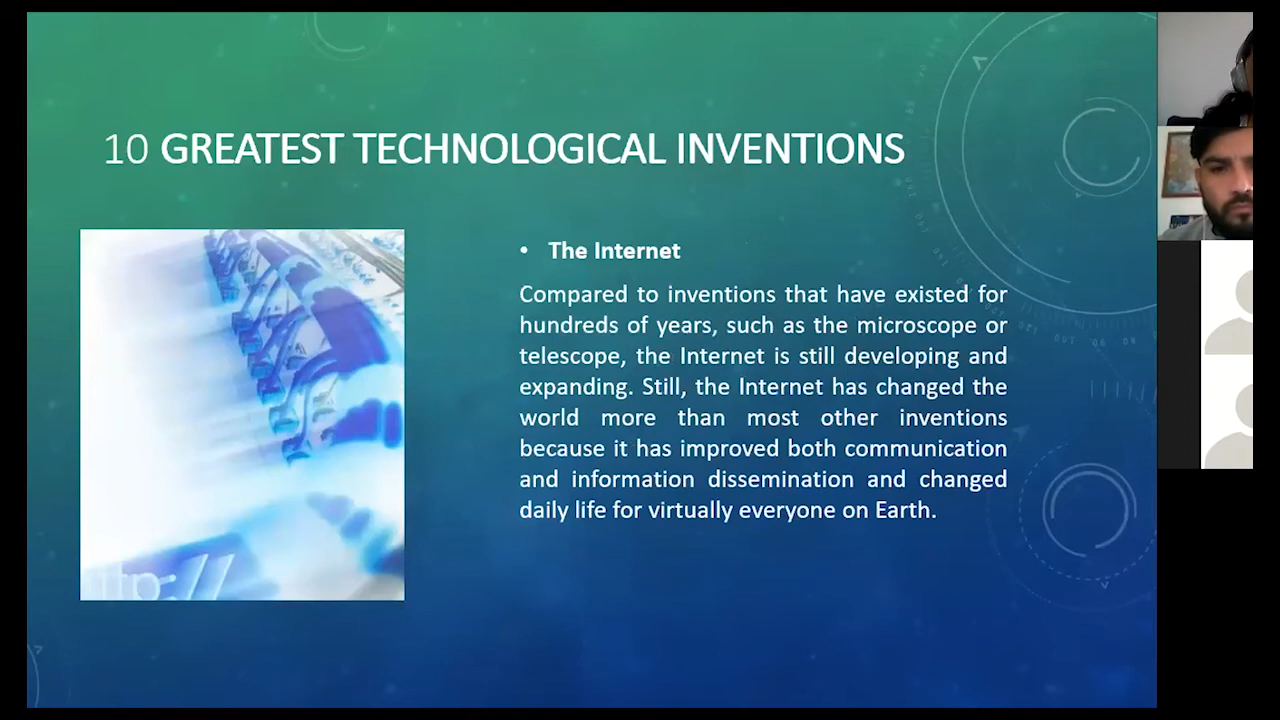 10 GREATEST TECHNOLOGICAL INVENTIONS
• The Internet
Compared to inventions that have existed for
hundreds of years, such as the microscope or
telescope, the Internet is still developing and
expanding. Still, the Internet has changed the
world more than most other inventions
because it has improved both communication
and information dissemination and changed
daily life for virtually everyone on Earth.
ttp://